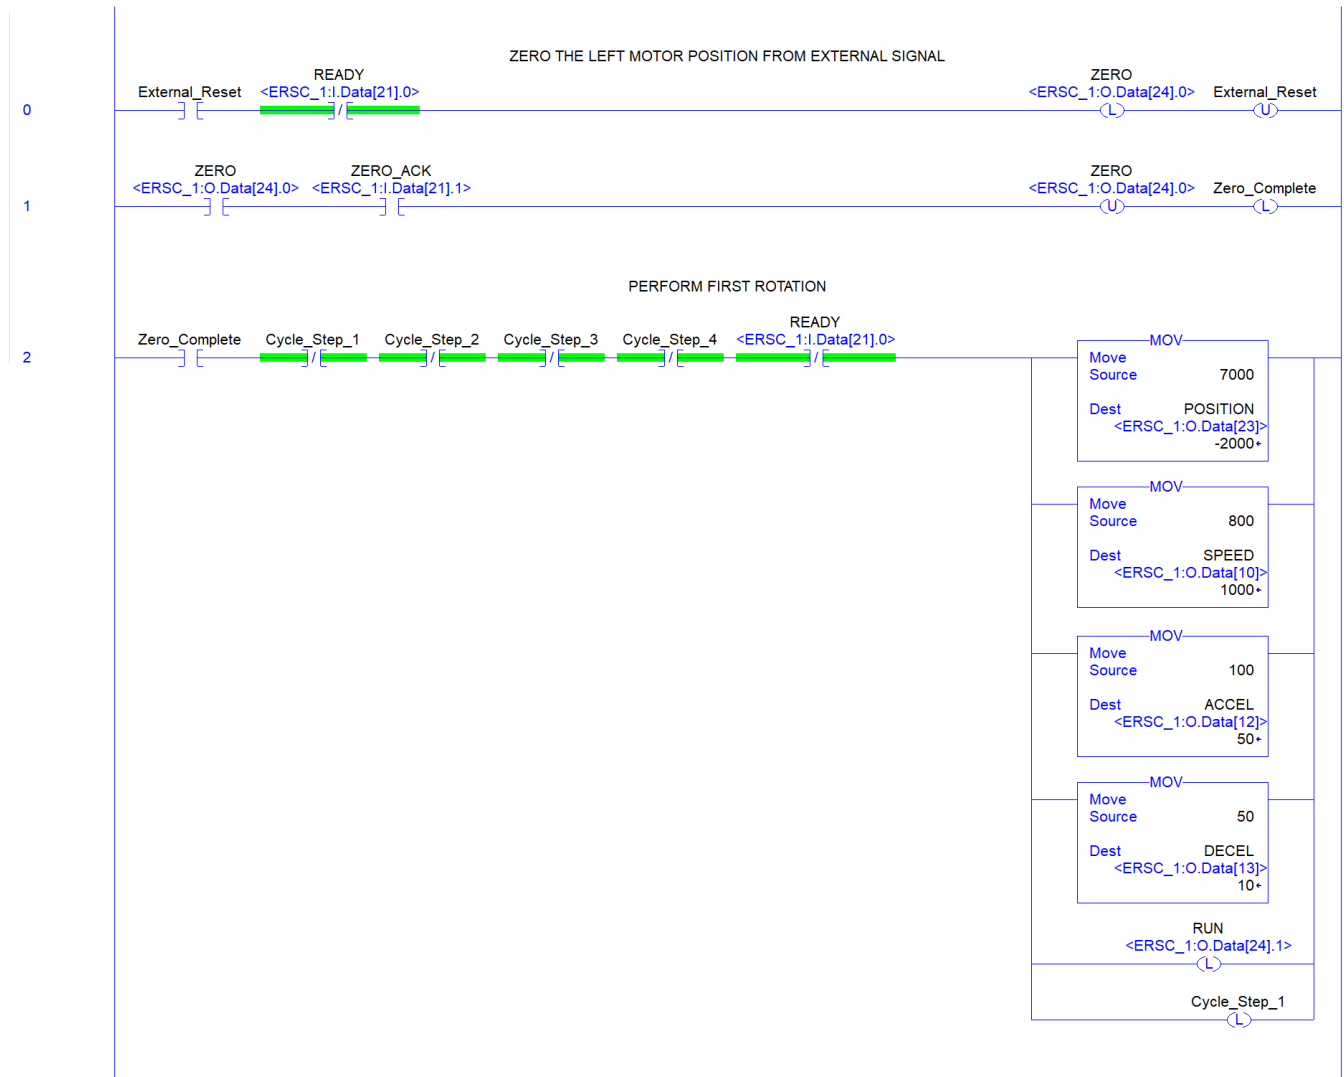 ZERO THE LEFT MOTOR POSITION FROM EXTERNAL SIGNAL
READY
ZERO
External_Reset <ERSC_1:I.Data[21].0>
<ERSC_1:O.Data[24].0> External_Reset
0
/
L
U
ZERO
ZERO_ACK
ZERO
<ERSC_1:O.Data[24].0> <ERSC_1:I.Data[21].1>
<ERSC_1:O.Data[24].0> Zero_Complete
1
U
L
PERFORM FIRST ROTATION
READY
Zero_Complete Cycle_Step_1 Cycle_Step_2 Cycle_Step_3 Cycle_Step_4 <ERSC_1:I.Data[21].0>
2
/ / / / /
MOV
Move
Source 7000
Dest POSITION
<ERSC_1:O.Data[23]>
-2000
MOV
Move
Source 800
Dest SPEED
<ERSC_1:O.Data[10]>
1000
MOV
Move
Source 100
Dest ACCEL
<ERSC_1:O.Data[12]>
50
MOV
Move
Source 50
Dest DECEL
<ERSC_1:O.Data[13]>
10
RUN
<ERSC_1:O.Data[24].1>
L
Cycle_Step_1
L